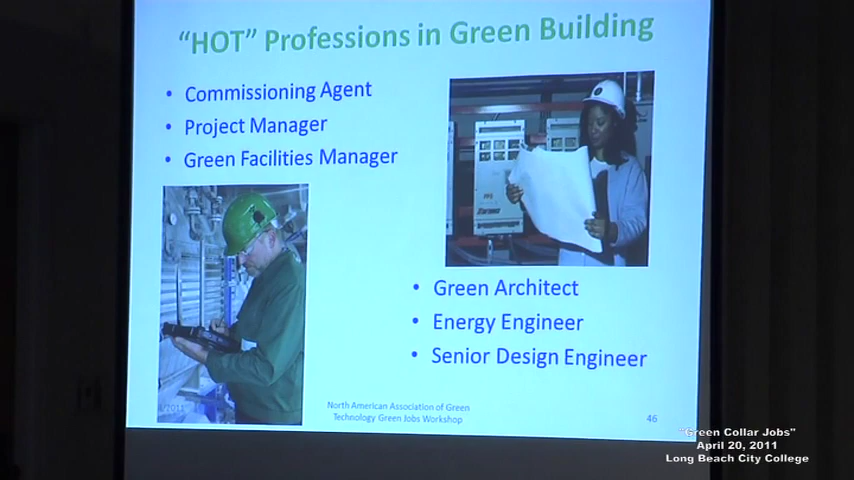 "HOT" Professions in Green Building
• Commissioning Agent
• Project Manager
• Green Facilities Manager
• Green Architect
• Energy Engineer
• Senior Design Engineer
2011
North American Association of Green
Technology Green Jobs Workshop
46
"Green Collar Jobs"
April 20, 2011
Long Beach City College